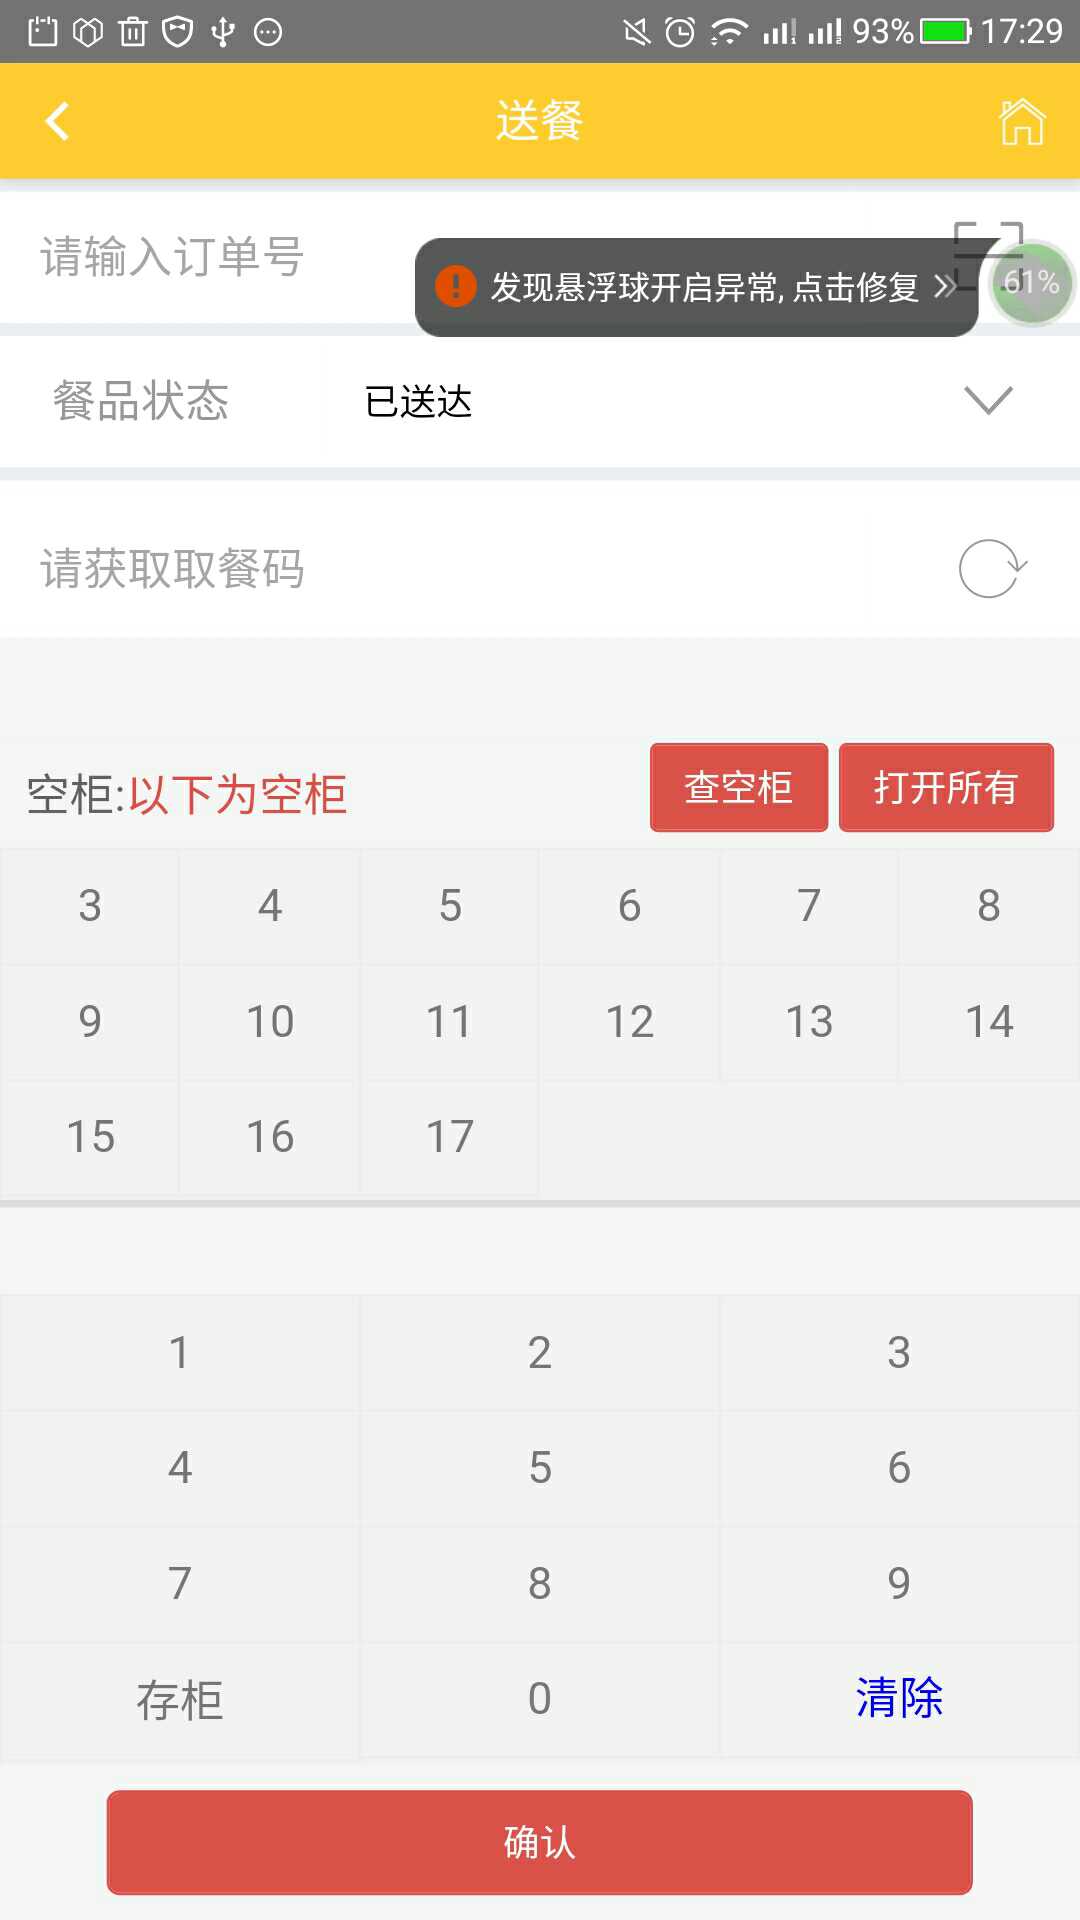 93% 17:29
送餐
请输入订单号
发现悬浮球开启异常,点击修复
61%
餐品状态 已送达
请获取取餐码
空柜:以下为空柜 查空柜 打开所有
3 4 5 6 7 8
9 10 11 12 13 14
15 16 17
1 2 3
4 5 6
7 8 9
存柜 0 清除
确认